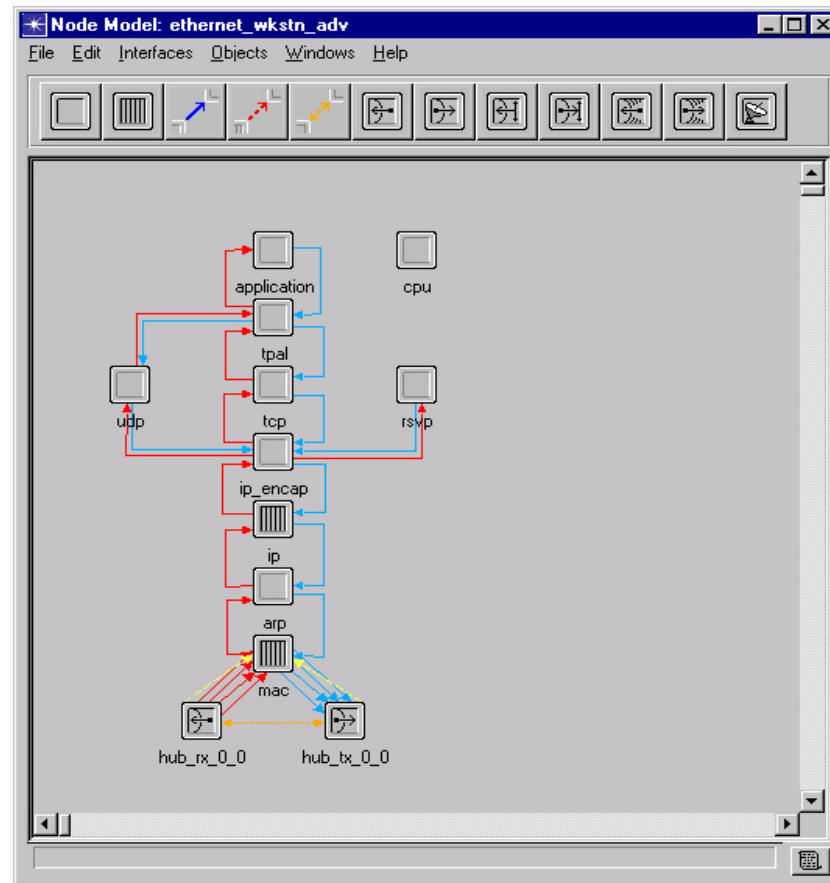 Node Model: ethernet_wkstn_adv
File Edit Interfaces Objects Windows Help
application
cpu
tpal
udp
tcp
rsvp
ip_encap
ip
arp
mac
hub_rx_0_0
hub_tx_0_0